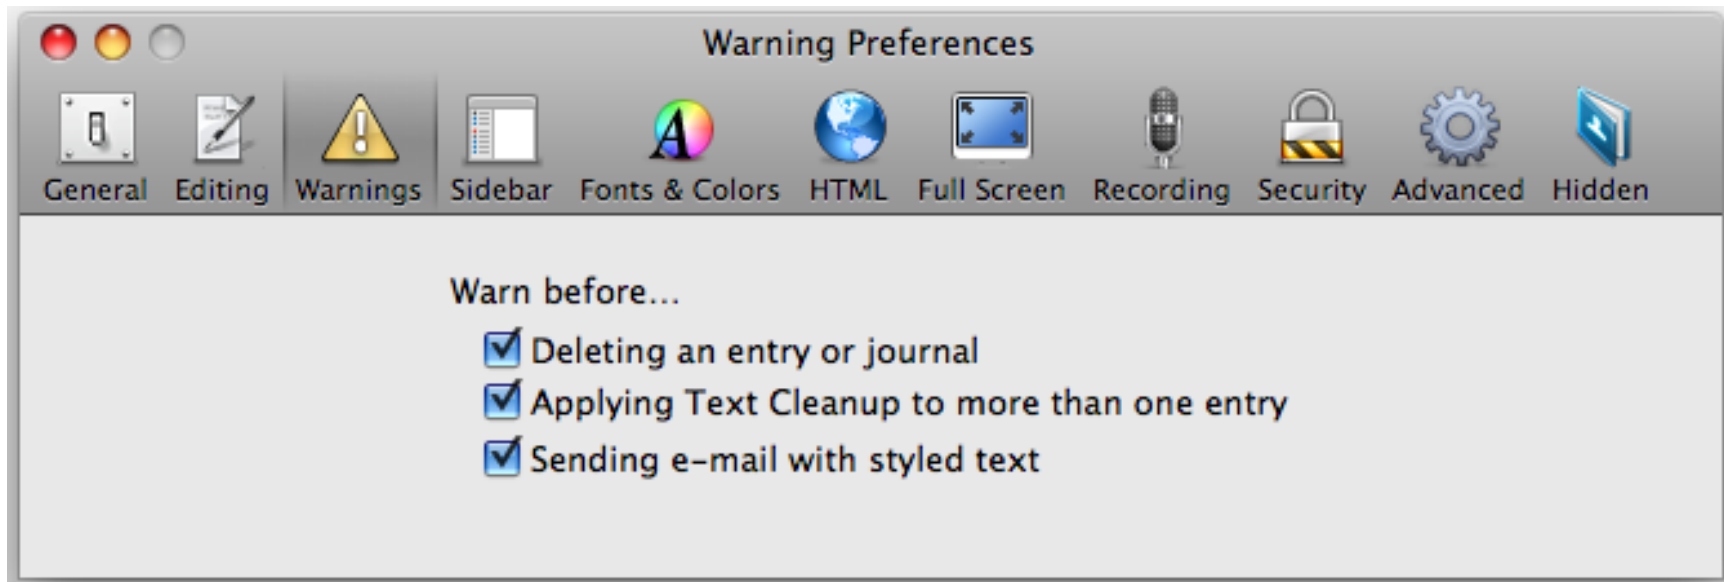 Warning Preferences
General Editing Warnings Sidebar Fonts & Colors HTML Full Screen Recording Security Advanced Hidden
Warn before...
Deleting an entry or journal
Applying Text Cleanup to more than one entry
Sending e-mail with styled text